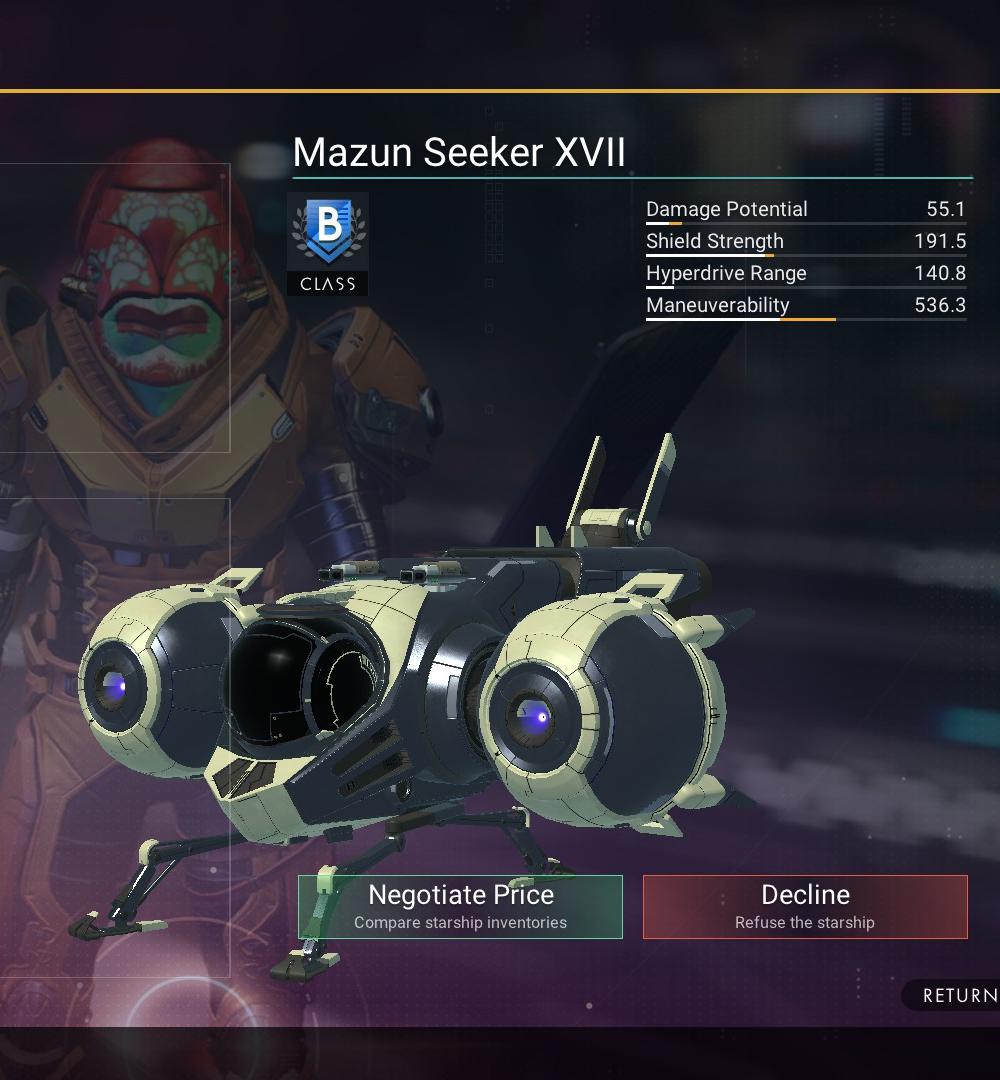 Mazun Seeker XVII
B
CLASS
Damage Potential 55.1
Shield Strength 191.5
Hyperdrive Range 140.8
Maneuverability 536.3
Negotiate Price
Compare starship inventories
Decline
Refuse the starship
RETURN